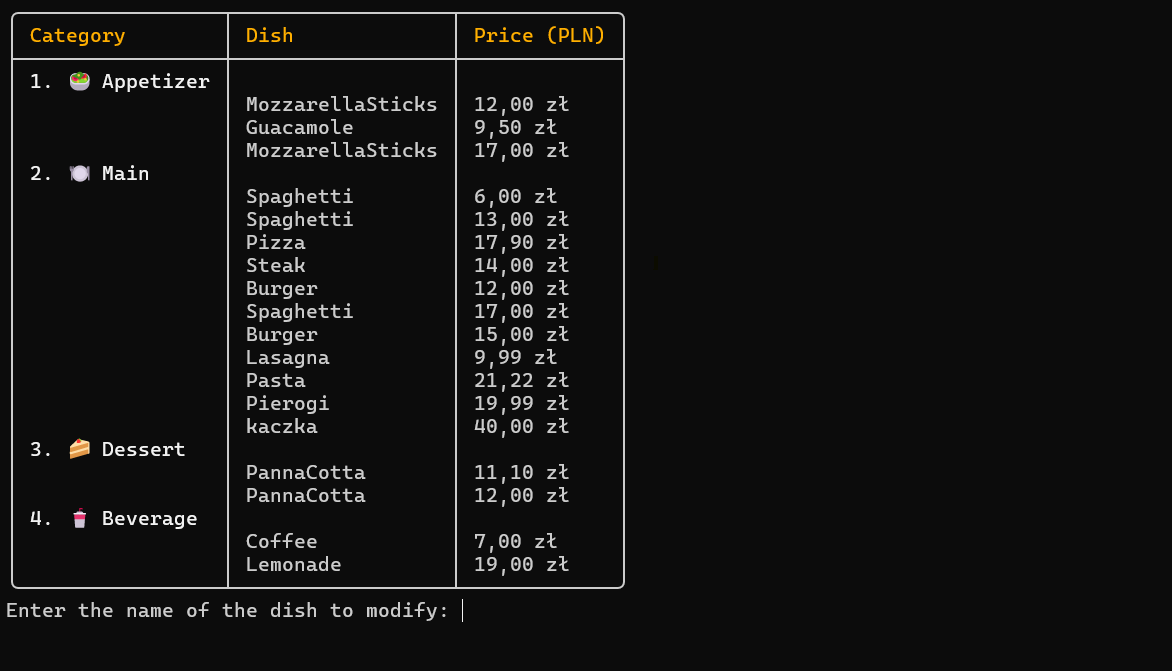 Category Dish Price (PLN)
1. 🥗 Appetizer
MozzarellaSticks 12,00 zł
Guacamole 9,50 zł
MozzarellaSticks 17,00 zł
2. 🍽️ Main
Spaghetti 6,00 zł
Spaghetti 13,00 zł
Pizza 17,90 zł
Steak 14,00 zł
Burger 12,00 zł
Spaghetti 17,00 zł
Burger 15,00 zł
Lasagna 9,99 zł
Pasta 21,22 zł
Pierogi 19,99 zł
kaczka 40,00 zł
3. 🍰 Dessert
PannaCotta 11,10 zł
PannaCotta 12,00 zł
4. 🥤 Beverage
Coffee 7,00 zł
Lemonade 19,00 zł
Enter the name of the dish to modify: